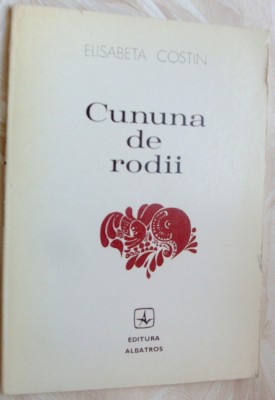 ELISABETA COSTIN
Cununa
de
rodii
EDITURA
ALBATROS